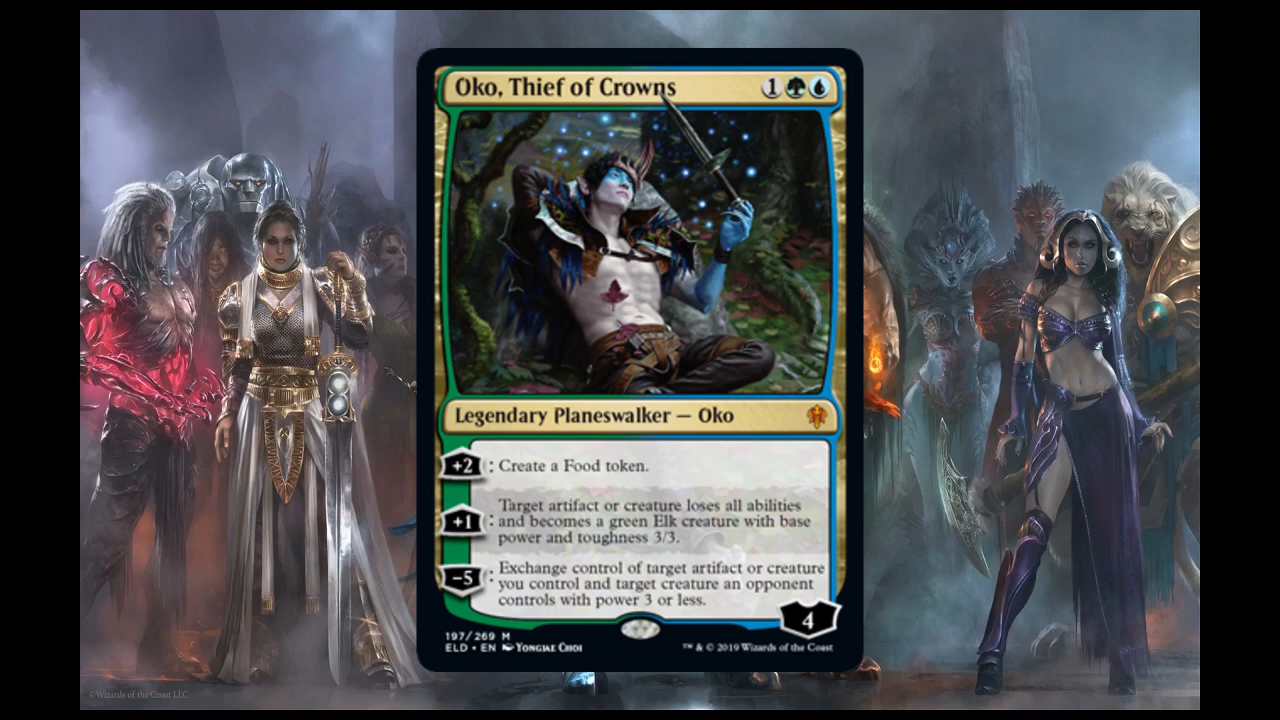 Oko, Thief of Crowns 1
Legendary Planeswalker — Oko
+2 : Create a Food token.
Target artifact or creature loses all abilities
+1 : and becomes a green Elk creature with base
power and toughness 3/3.
Exchange control of target artifact or creature
−5 : you control and target creature an opponent
controls with power 3 or less.
4
197/269 M
ELD • EN Yongjae Choi
™ & © 2019 Wizards of the Coast
©Wizards of the Coast LLC